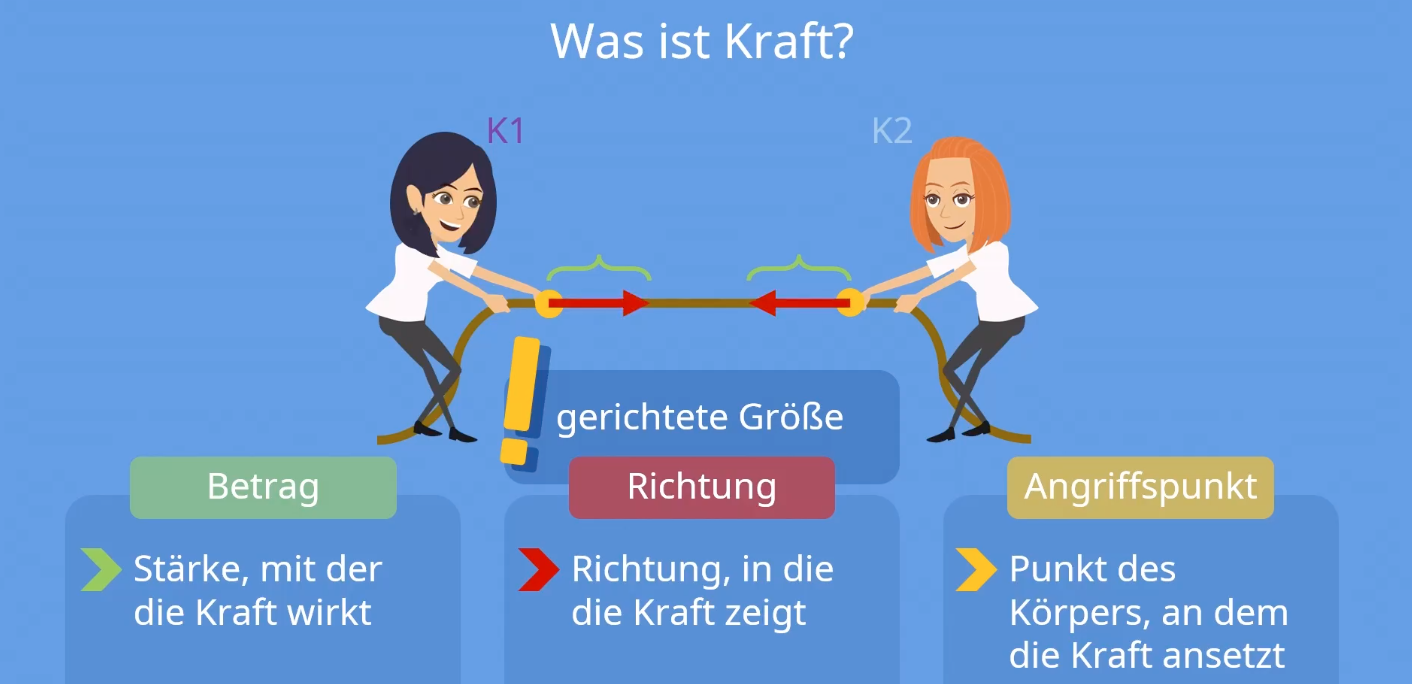 Was ist Kraft?
K1
K2
gerichtete Größe
Betrag
Stärke, mit der
die Kraft wirkt
Richtung
Richtung, in die
die Kraft zeigt
Angriffspunkt
Punkt des
Körpers, an dem
die Kraft ansetzt